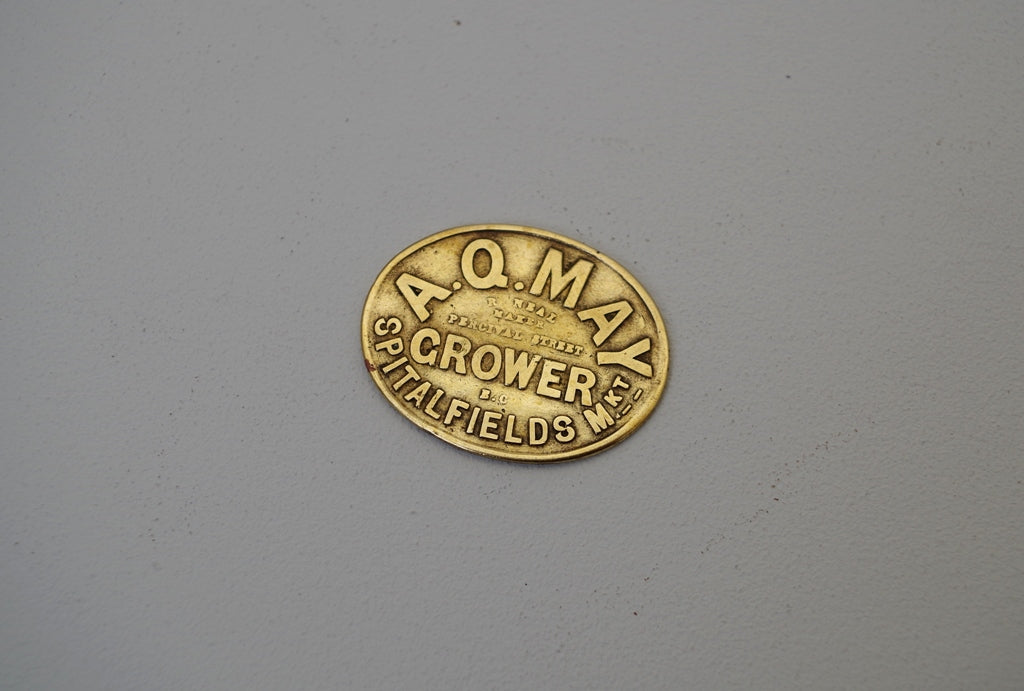 A.Q.MAY
R. NEAL
MAKER
PERCIVAL STREET
GROWER
E.C
SPITALFIELDS MKT